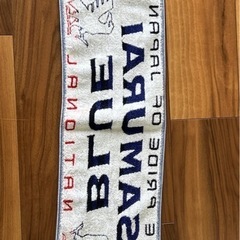 E PRIDE OF JAPAN
SAMURAI
BLUE
NATIONAL